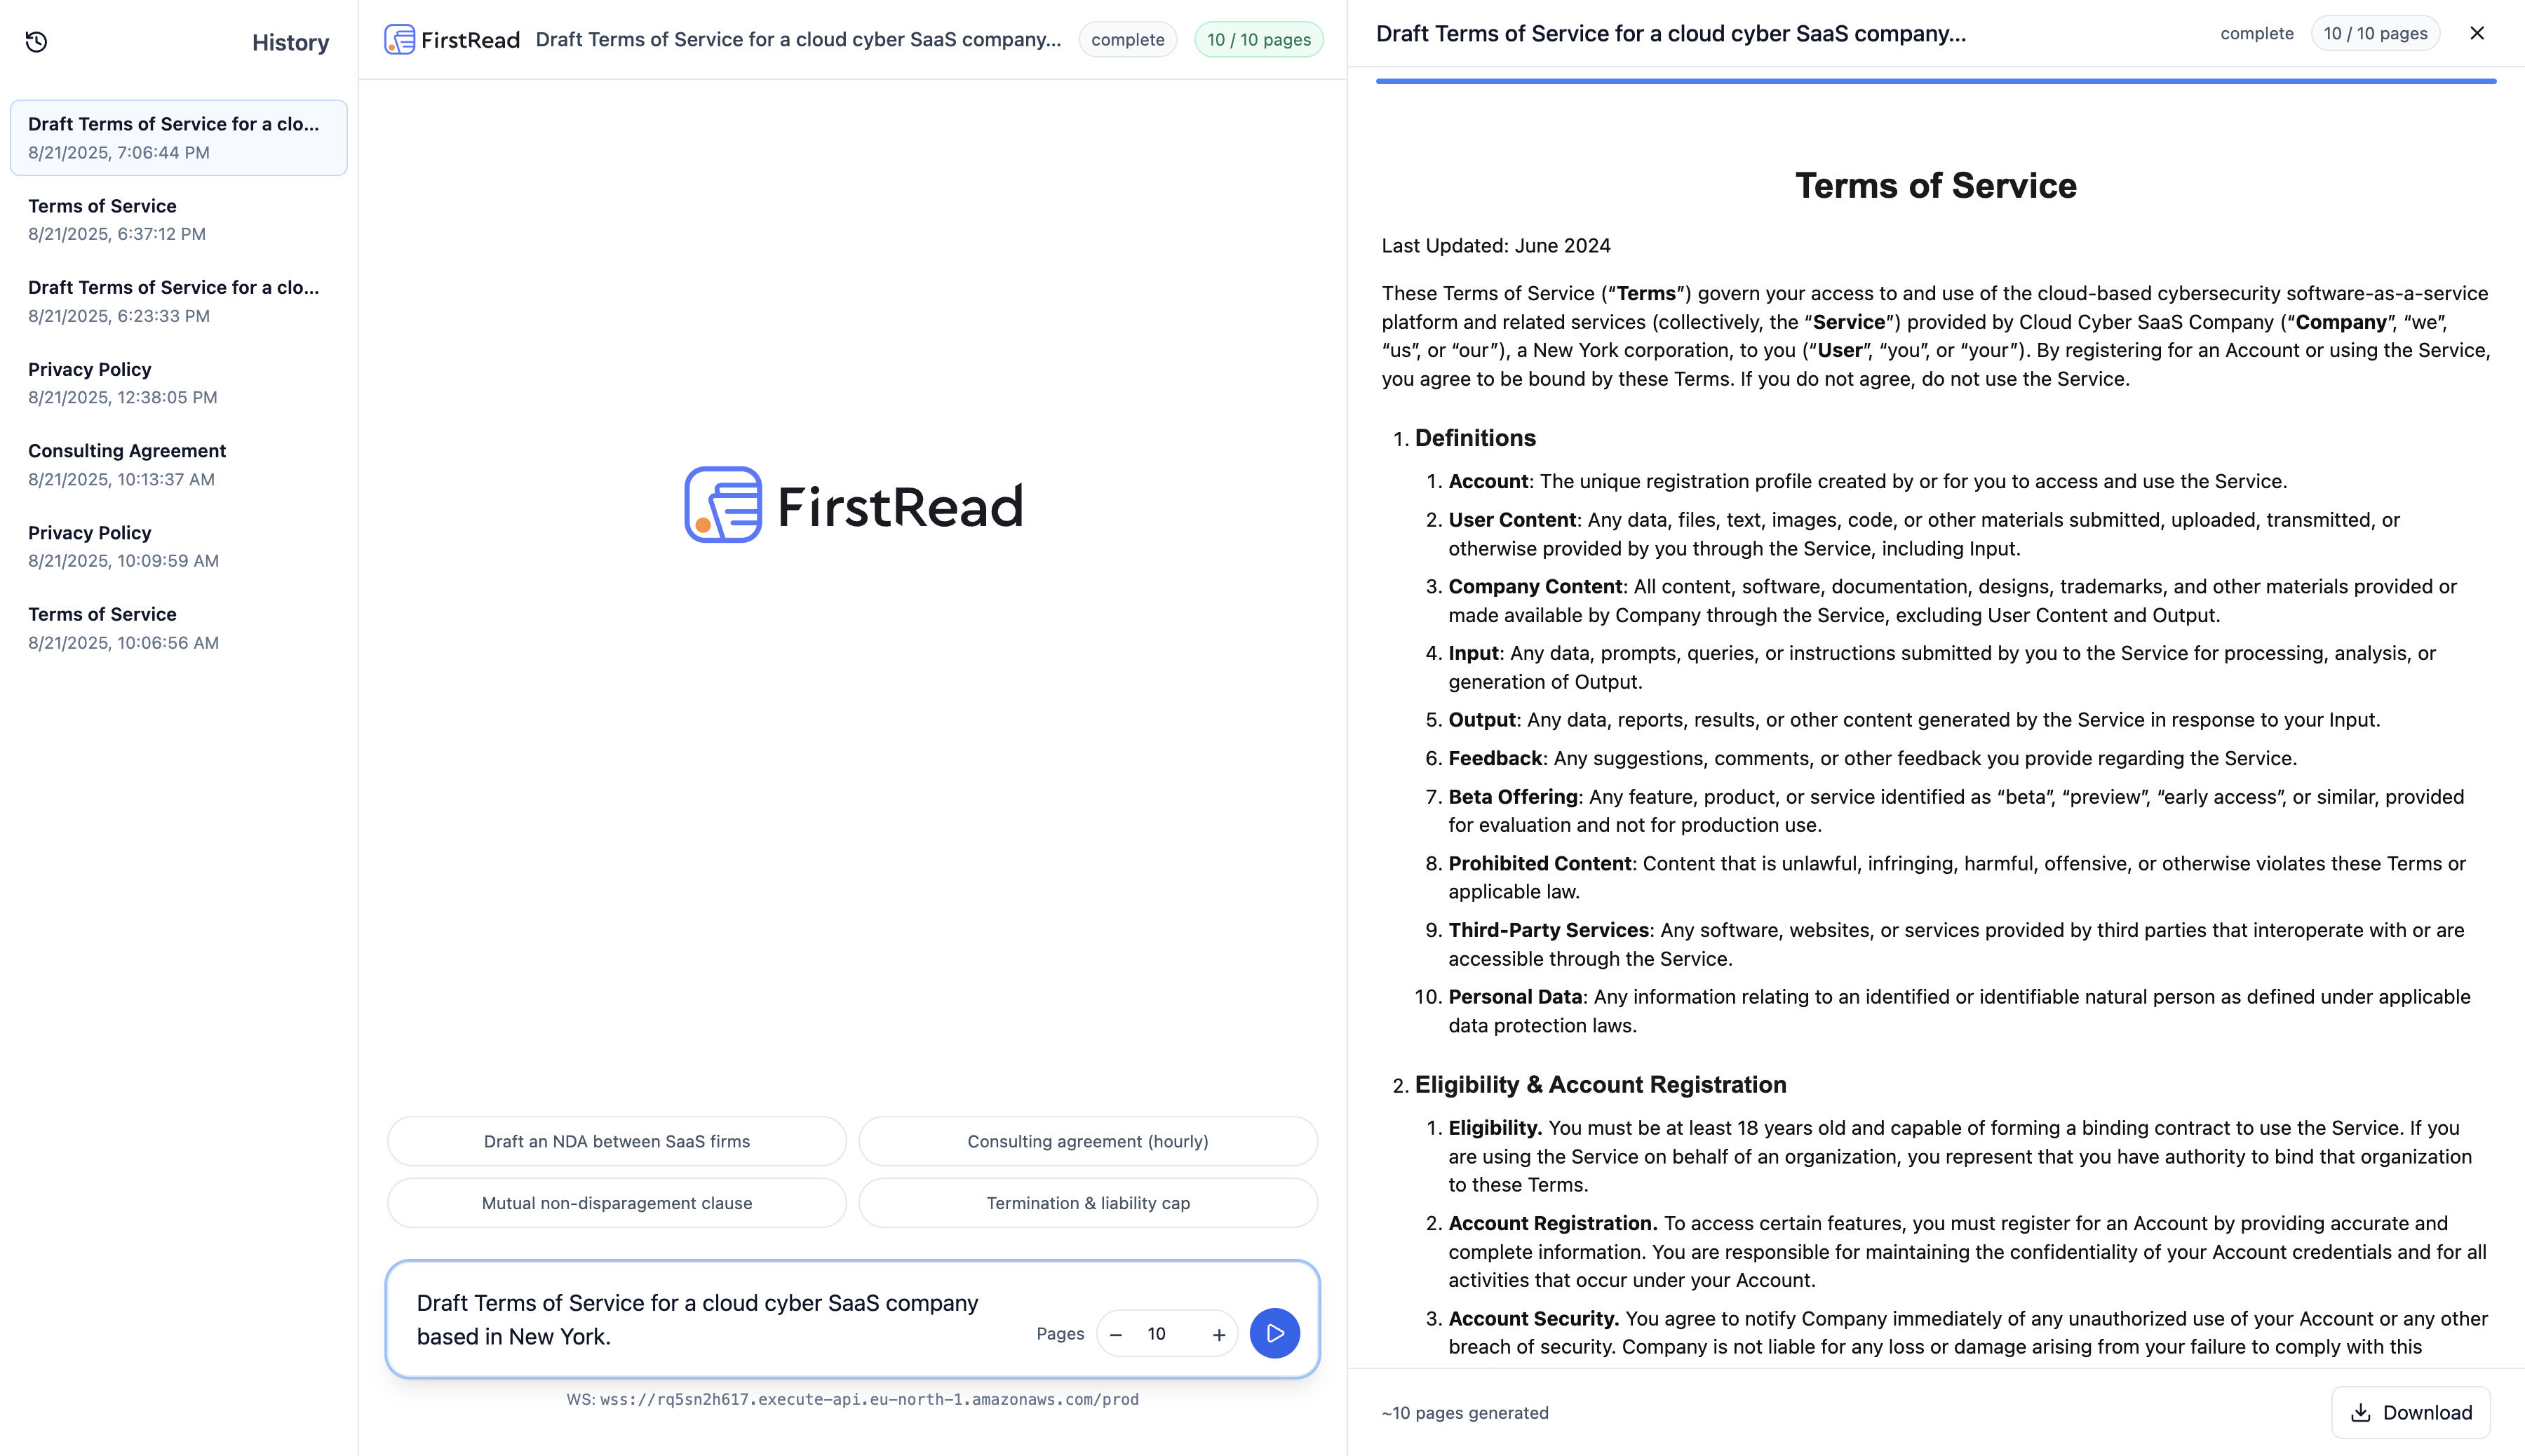 History
Draft Terms of Service for a clo...
8/21/2025, 7:06:44 PM
Terms of Service
8/21/2025, 6:37:12 PM
Draft Terms of Service for a clo...
8/21/2025, 6:23:33 PM
Privacy Policy
8/21/2025, 12:38:05 PM
Consulting Agreement
8/21/2025, 10:13:37 AM
Privacy Policy
8/21/2025, 10:09:59 AM
Terms of Service
8/21/2025, 10:06:56 AM
FirstRead
Draft Terms of Service for a cloud cyber SaaS company...
complete
10 / 10 pages
FirstRead
Draft an NDA between SaaS firms
Consulting agreement (hourly)
Mutual non-disparagement clause
Termination & liability cap
Draft Terms of Service for a cloud cyber SaaS company
based in New York.
Pages
− 10 +
WS: wss://rq5sn2h617.execute-api.eu-north-1.amazonaws.com/prod
Draft Terms of Service for a cloud cyber SaaS company...
complete
10 / 10 pages
Terms of Service
Last Updated: June 2024
These Terms of Service (“Terms”) govern your access to and use of the cloud-based cybersecurity software-as-a-service
platform and related services (collectively, the “Service”) provided by Cloud Cyber SaaS Company (“Company”, “we”,
“us”, or “our”), a New York corporation, to you (“User”, “you”, or “your”). By registering for an Account or using the Service,
you agree to be bound by these Terms. If you do not agree, do not use the Service.
1. Definitions
1. Account: The unique registration profile created by or for you to access and use the Service.
2. User Content: Any data, files, text, images, code, or other materials submitted, uploaded, transmitted, or
otherwise provided by you through the Service, including Input.
3. Company Content: All content, software, documentation, designs, trademarks, and other materials provided or
made available by Company through the Service, excluding User Content and Output.
4. Input: Any data, prompts, queries, or instructions submitted by you to the Service for processing, analysis, or
generation of Output.
5. Output: Any data, reports, results, or other content generated by the Service in response to your Input.
6. Feedback: Any suggestions, comments, or other feedback you provide regarding the Service.
7. Beta Offering: Any feature, product, or service identified as “beta”, “preview”, “early access”, or similar, provided
for evaluation and not for production use.
8. Prohibited Content: Content that is unlawful, infringing, harmful, offensive, or otherwise violates these Terms or
applicable law.
9. Third-Party Services: Any software, websites, or services provided by third parties that interoperate with or are
accessible through the Service.
10. Personal Data: Any information relating to an identified or identifiable natural person as defined under applicable
data protection laws.
2. Eligibility & Account Registration
1. Eligibility. You must be at least 18 years old and capable of forming a binding contract to use the Service. If you
are using the Service on behalf of an organization, you represent that you have authority to bind that organization
to these Terms.
2. Account Registration. To access certain features, you must register for an Account by providing accurate and
complete information. You are responsible for maintaining the confidentiality of your Account credentials and for all
activities that occur under your Account.
3. Account Security. You agree to notify Company immediately of any unauthorized use of your Account or any other
breach of security. Company is not liable for any loss or damage arising from your failure to comply with this
~10 pages generated
Download